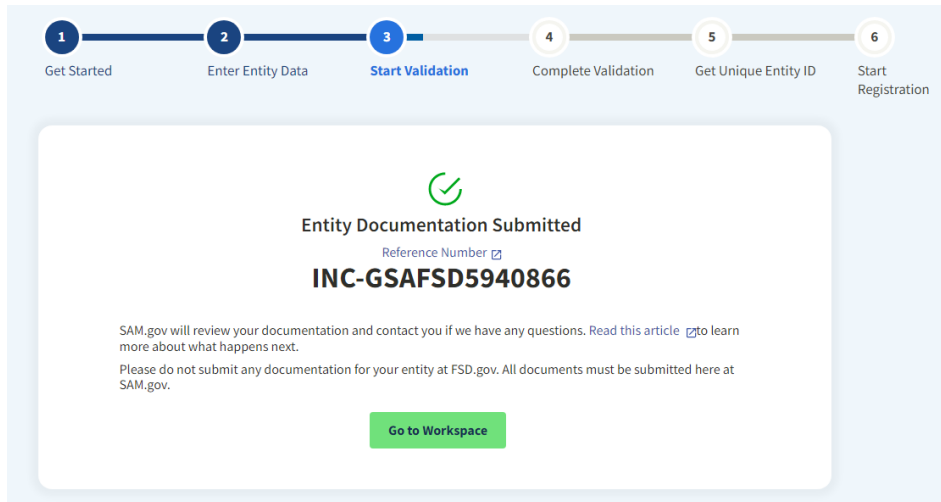 1 2 3 4 5 6
Get Started Enter Entity Data Start Validation Complete Validation Get Unique Entity ID Start
Registration
Entity Documentation Submitted
Reference Number
INC-GSAFSD5940866
SAM.gov will review your documentation and contact you if we have any questions. Read this article to learn
more about what happens next.
Please do not submit any documentation for your entity at FSD.gov. All documents must be submitted here at
SAM.gov.
Go to Workspace